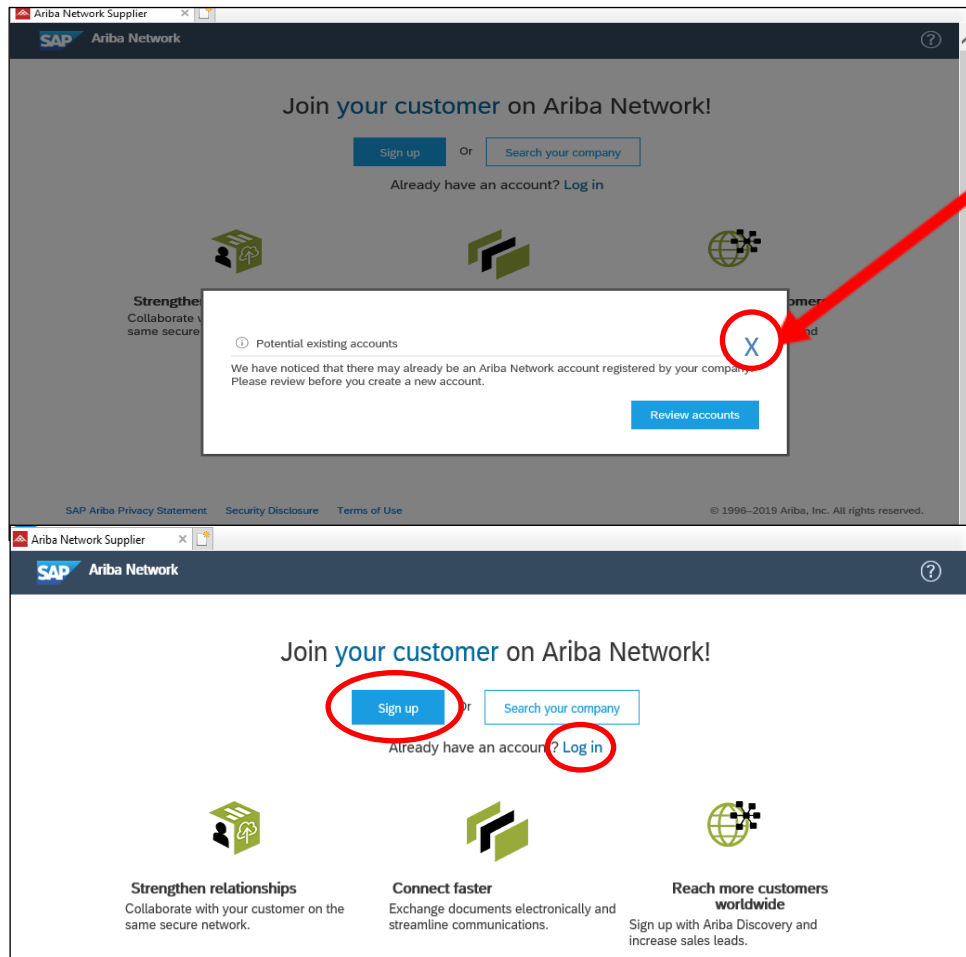 Ariba Network Supplier
SAP Ariba Network
Join your customer on Ariba Network!
Sign up Or Search your company
Already have an account? Log in
Strengthe
Collaborate
same secure
omer
nd
Potential existing accounts X
We have noticed that there may already be an Ariba Network account registered by your company.
Please review before you create a new account.
Review accounts
SAP Ariba Privacy Statement Security Disclosure Terms of Use © 1996–2019 Ariba, Inc. All rights reserved.
Ariba Network Supplier
SAP Ariba Network
Join your customer on Ariba Network!
Sign up Or Search your company
Already have an account? Log in
Strengthen relationships
Collaborate with your customer on the
same secure network.
Connect faster
Exchange documents electronically and
streamline communications.
Reach more customers
worldwide
Sign up with Ariba Discovery and
increase sales leads.